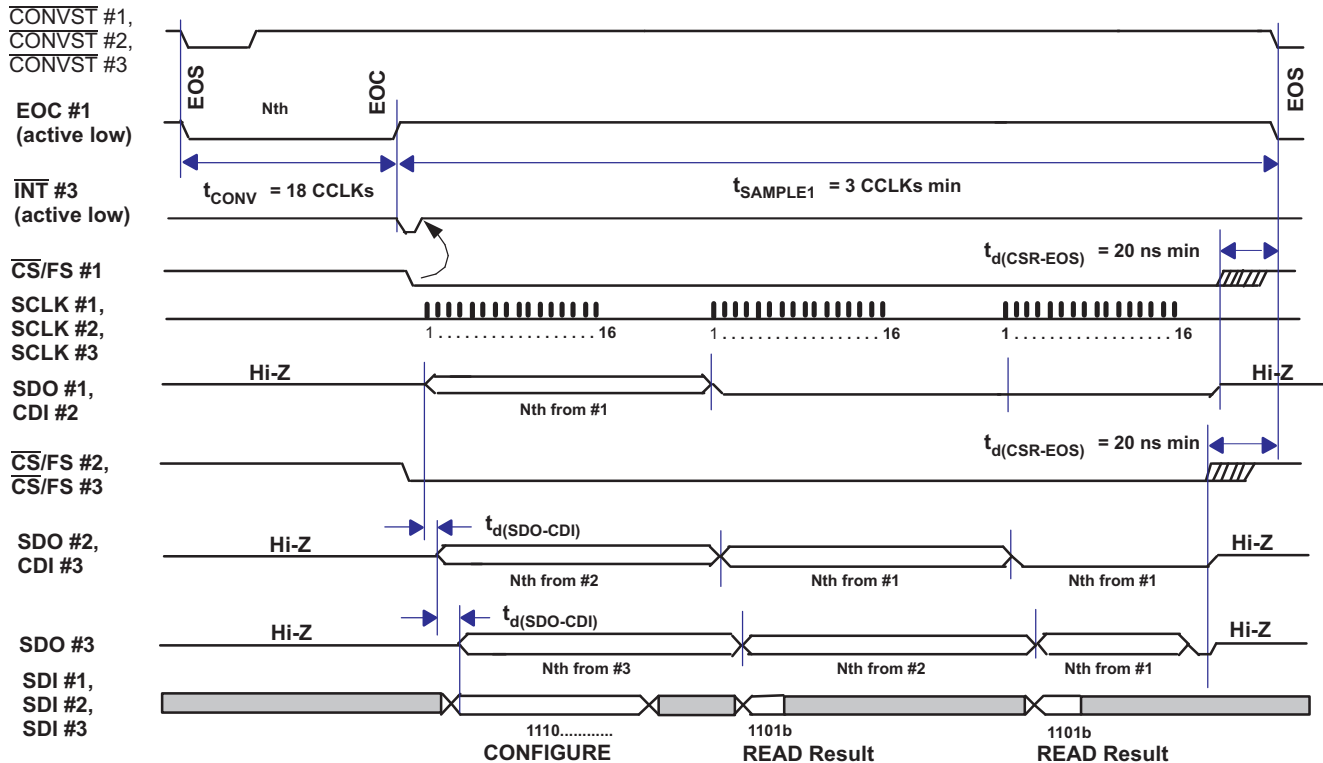 CONVST #1,
CONVST #2,
CONVST #3
EOS
EOC
EOS
Nth
EOC #1
(active low)
tCONV = 18 CCLKs
tSAMPLE1 = 3 CCLKs min
INT #3
(active low)
td(CSR-EOS) = 20 ns min
CS/FS #1
SCLK #1,
SCLK #2,
SCLK #3
1 . . . . . . . . . . . . . . . . . . 16
1 . . . . . . . . . . . . . . . . . . 16
1 . . . . . . . . . . . . . . . . . . 16
Hi-Z
Hi-Z
SDO #1,
CDI #2
Nth from #1
td(CSR-EOS) = 20 ns min
CS/FS #2,
CS/FS #3
td(SDO-CDI)
SDO #2,
CDI #3
Hi-Z
Hi-Z
Nth from #2
Nth from #1
Nth from #1
td(SDO-CDI)
SDO #3
Hi-Z
Hi-Z
Nth from #3
Nth from #2
Nth from #1
SDI #1,
SDI #2,
SDI #3
1110............
CONFIGURE
1101b
READ Result
1101b
READ Result